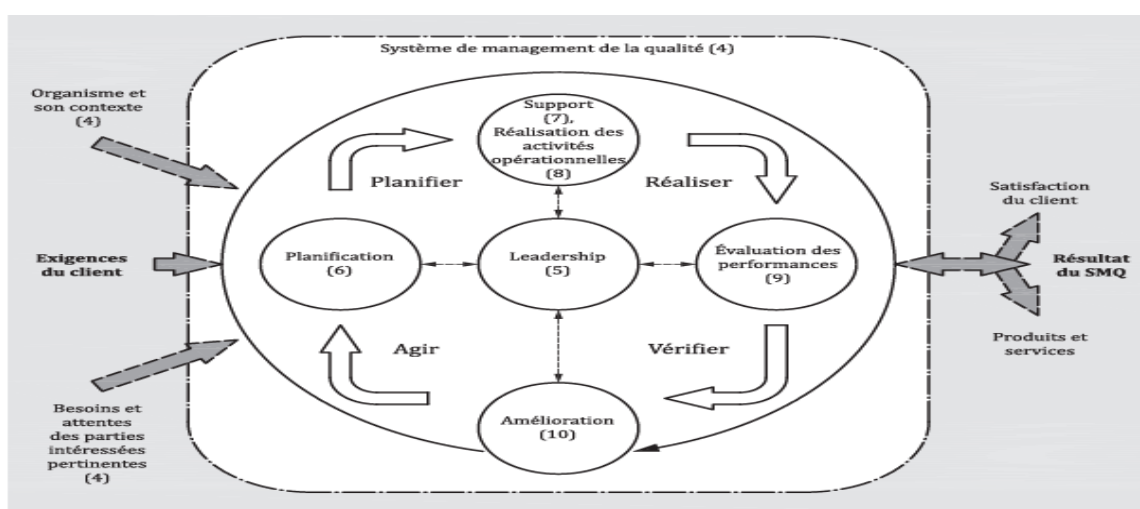 Système de management de la qualité (4)
Organisme et
son contexte
(4)
Exigences
du client
Besoins et
attentes
des parties
intéressées
pertinentes
(4)
Support
(7),
Réalisation des
activités
opérationnelles
(8)
Planifier
Réaliser
Planification
(6)
Leadership
(5)
Évaluation des
performances
(9)
Agir
Vérifier
Amélioration
(10)
Satisfaction
du client
Résultat
du SMQ
Produits et
services